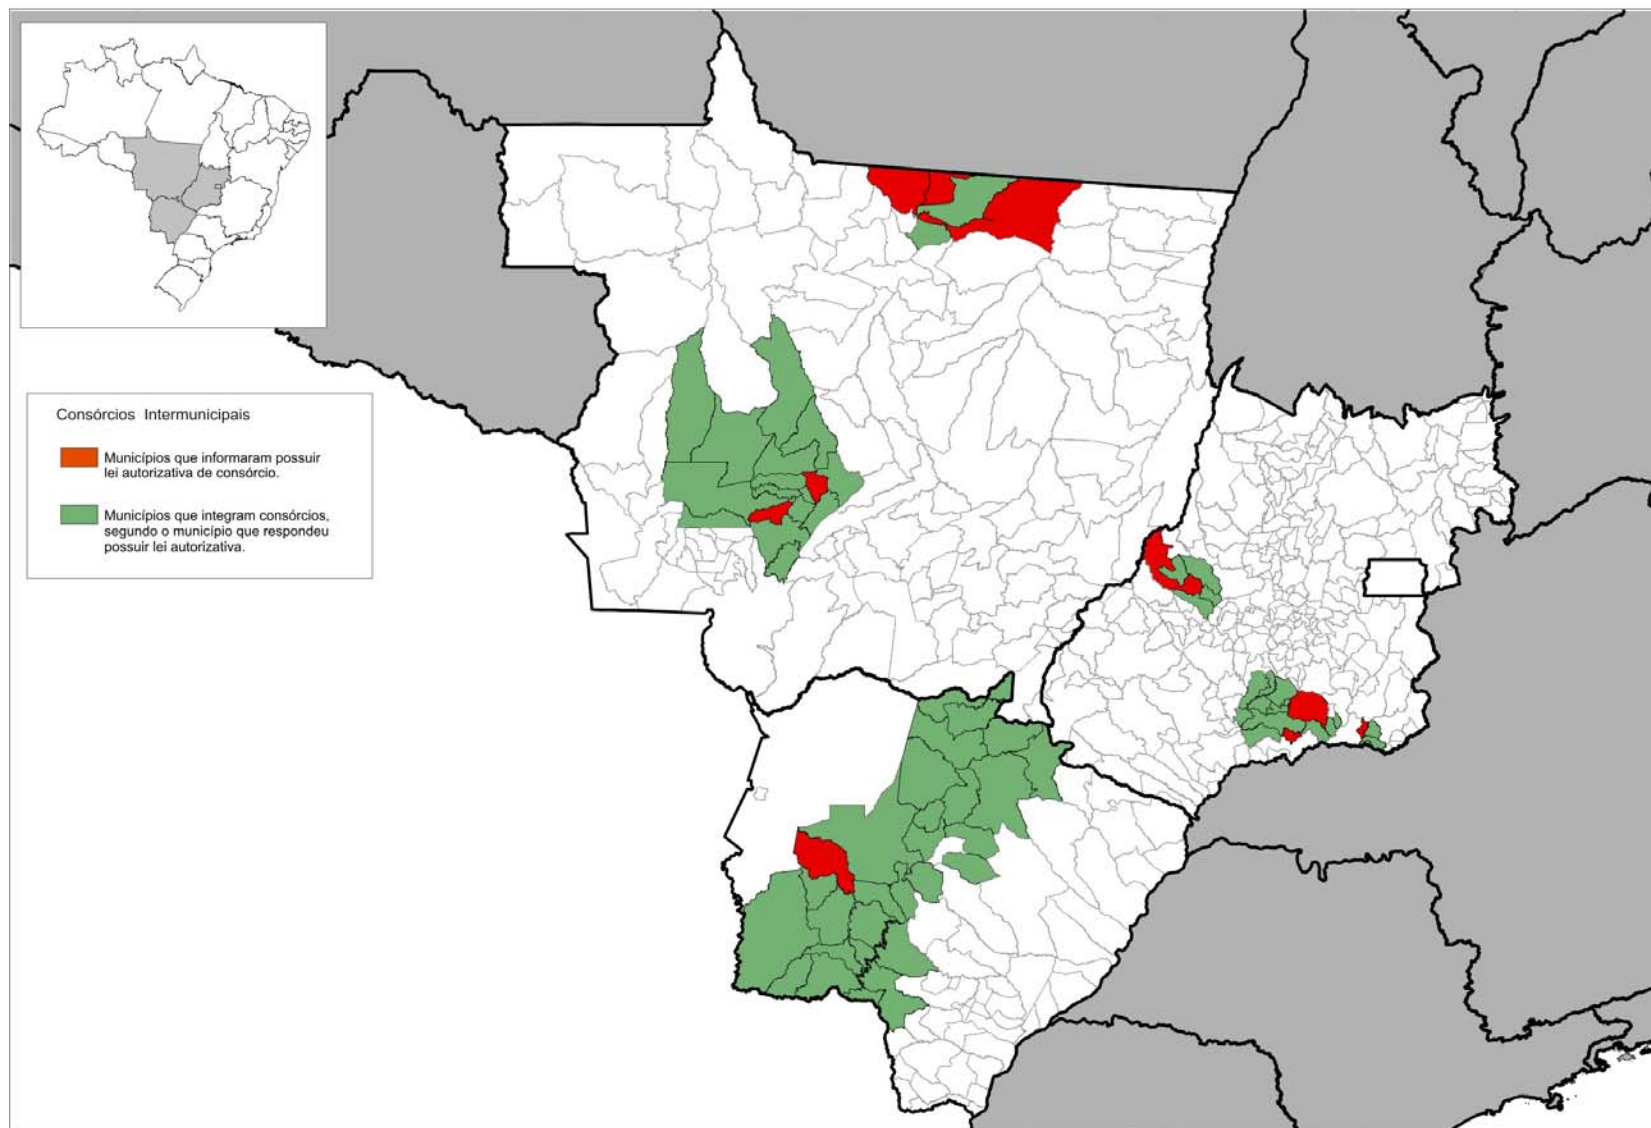 Consórcios Intermunicipais
Municípios que informaram possuir
lei autorizativa de consórcio.
Municípios que integram consórcios,
segundo o município que respondeu
possuir lei autorizativa.